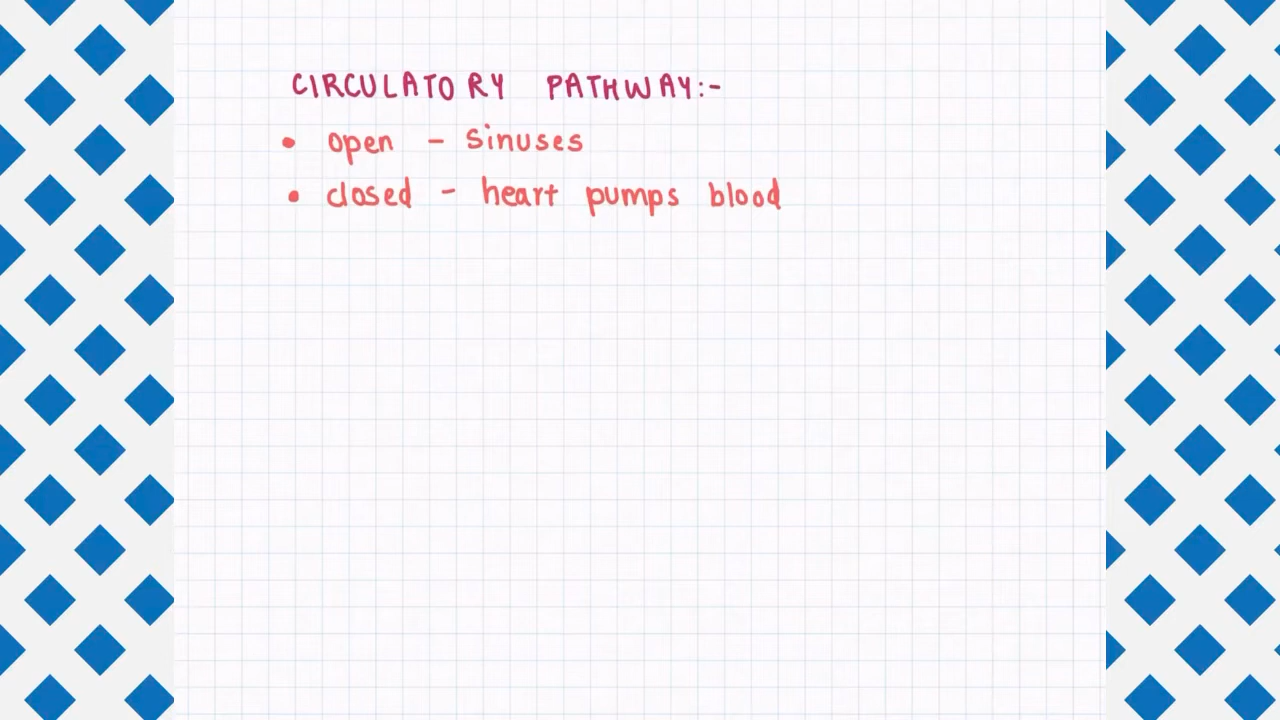 CIRCULATORY PATHWAY:-
• open - Sinuses
• closed - heart pumps blood